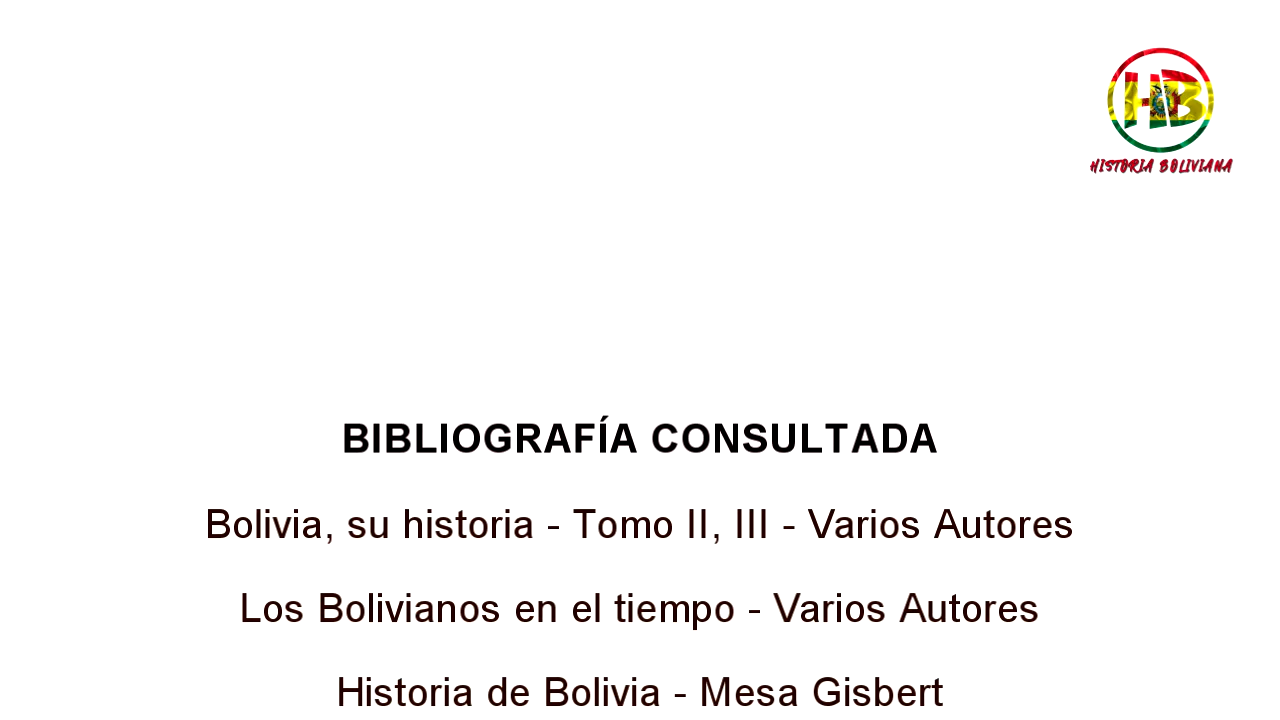 HB
HISTORIA BOLIVIANA
BIBLIOGRAFÍA CONSULTADA
Bolivia, su historia - Tomo II, III - Varios Autores
Los Bolivianos en el tiempo - Varios Autores
Historia de Bolivia - Mesa Gisbert